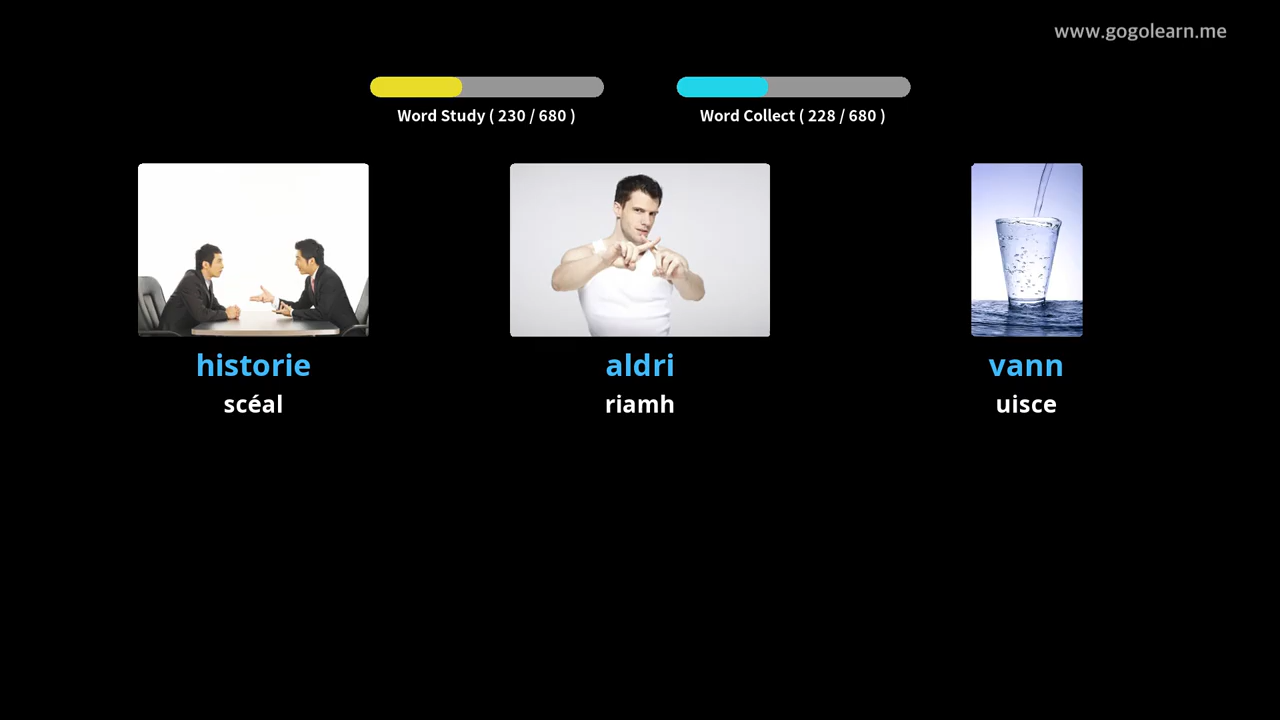 www.gogolearn.me
Word Study ( 230 / 680 )
Word Collect ( 228 / 680 )
historie
aldri
vann
scéal
riamh
uisce